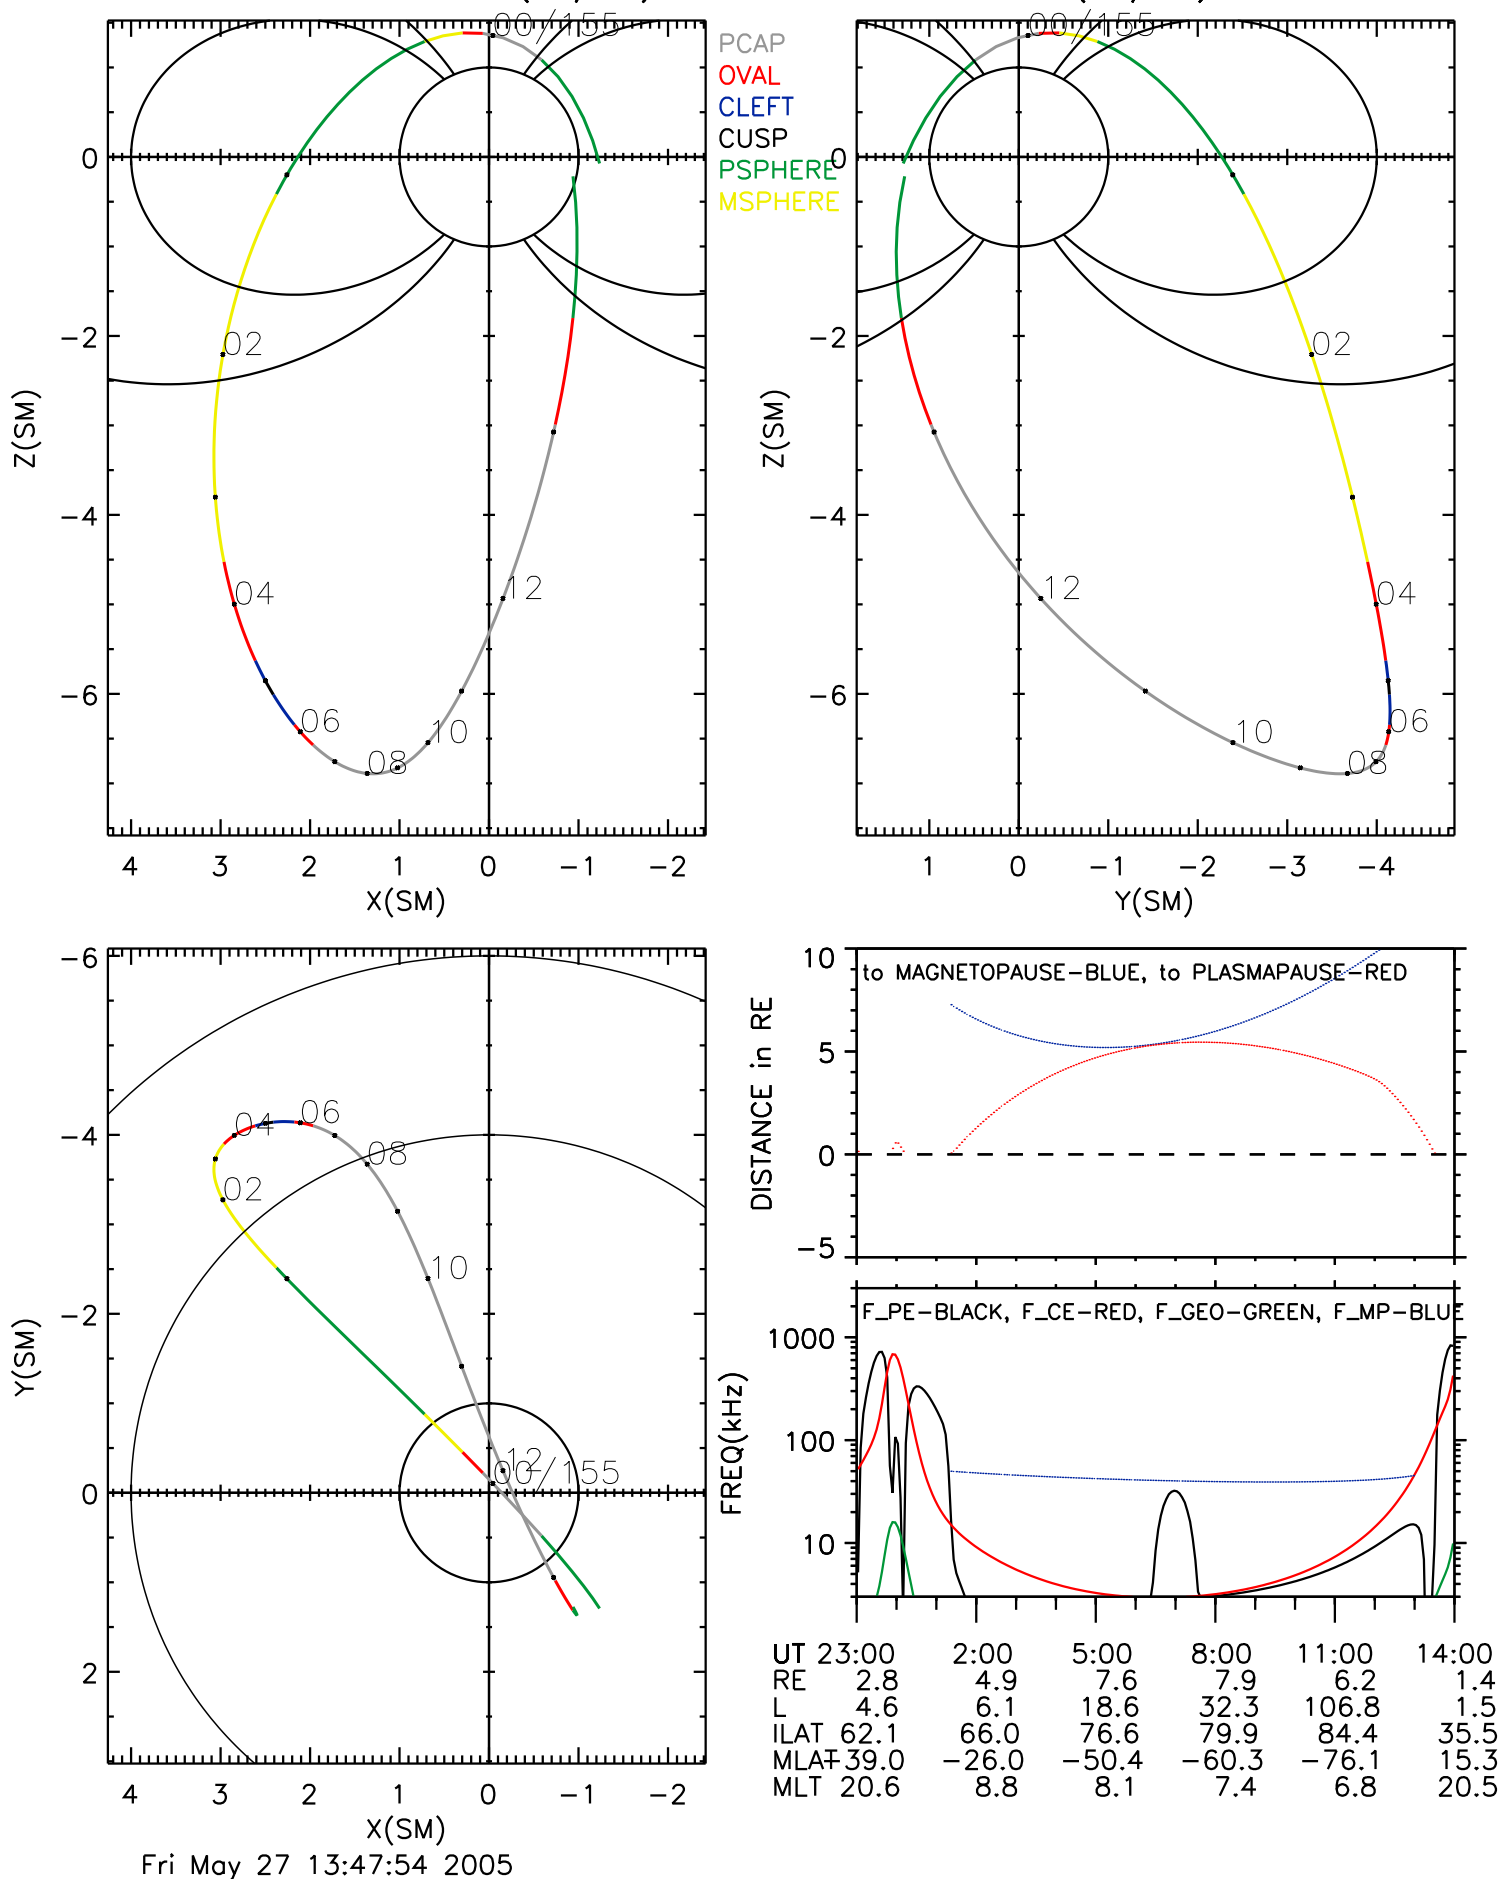 00/155
00/155
PCAP
OVAL
CLEFT
CUSP
PSPHERE
MSPHERE
0
0
02
02
−2
−2
Z(SM)
Z(SM)
−4
−4
12
12
04
04
−6
−6
06
06
08
10
10
08
4 3 2 1 0 −1 −2
1 0 −1 −2 −3 −4
X(SM)
Y(SM)
−6
−4
−2
0
2
Y(SM)
04 06
08
02
10
12
00/155
4 3 2 1 0 −1 −2
X(SM)
10
5
0
−5
DISTANCE in RE
to MAGNETOPAUSE−BLUE, to PLASMAPAUSE−RED
F_PE−BLACK, F_CE−RED, F_GEO−GREEN, F_MP−BLUE
1000
100
10
FREQ(kHz)
UT 23:00 2:00 5:00 8:00 11:00 14:00
RE 2.8 4.9 7.6 7.9 6.2 1.4
L 4.6 6.1 18.6 32.3 106.8 1.5
ILAT 62.1 66.0 76.6 79.9 84.4 35.5
MLAT−39.0 −26.0 −50.4 −60.3 −76.1 15.3
MLT 20.6 8.8 8.1 7.4 6.8 20.5
Fri May 27 13:47:54 2005